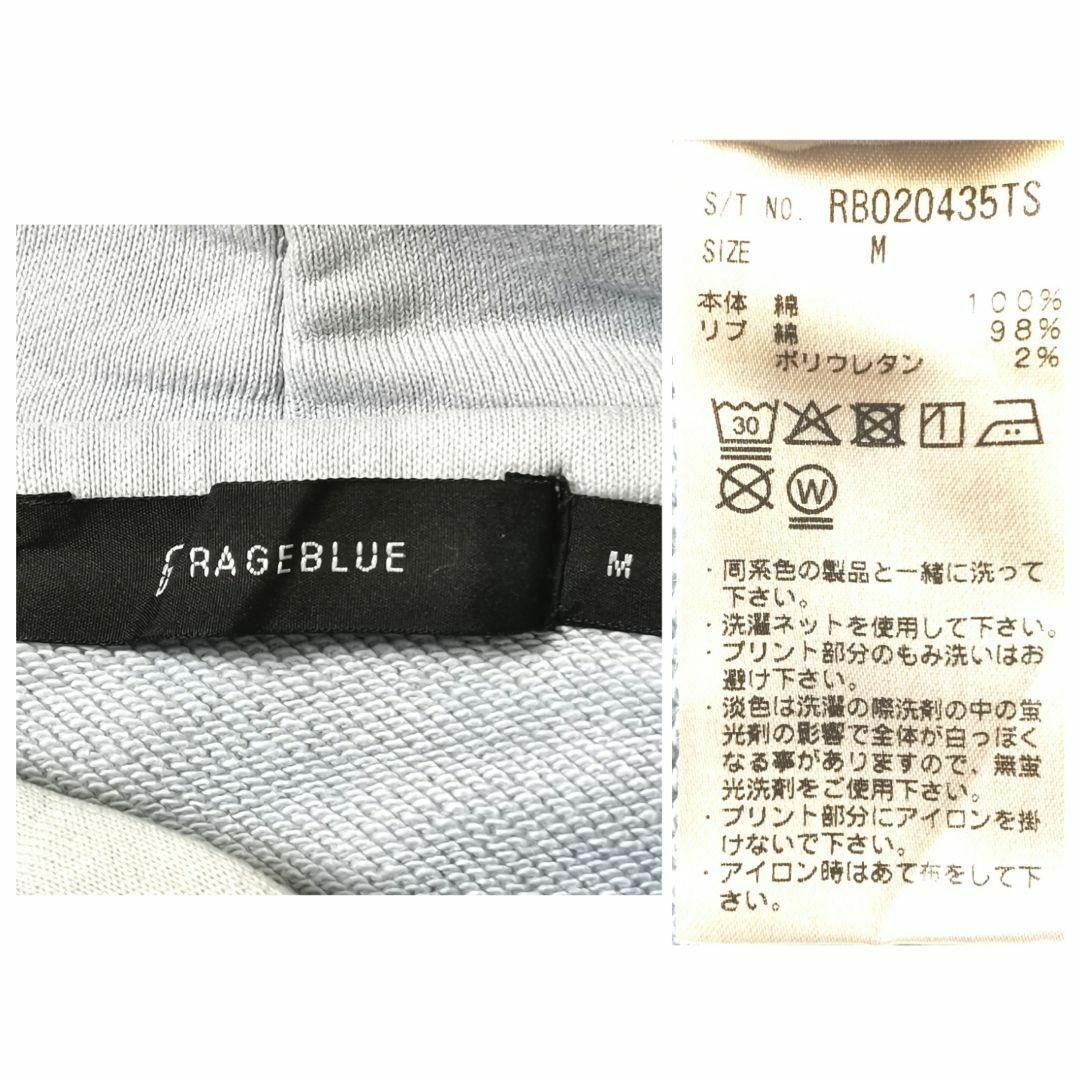 RAGEBLUE
M
S/T NO. RB020435TS
SIZE M
本体 綿 100%
リブ 綿 98%
ポリウレタン 2%
30
W
・同系色の製品と一緒に洗って
下さい。
・洗濯ネットを使用して下さい。
・プリント部分のもみ洗いはお
避け下さい。
・淡色は洗濯の際洗剤の中の蛍
光剤の影響で全体が白っぽく
なる事がありますので、無蛍
光洗剤をご使用下さい。
・プリント部分にアイロンを掛
けないで下さい。
・アイロン時はあて布をして下
さい。